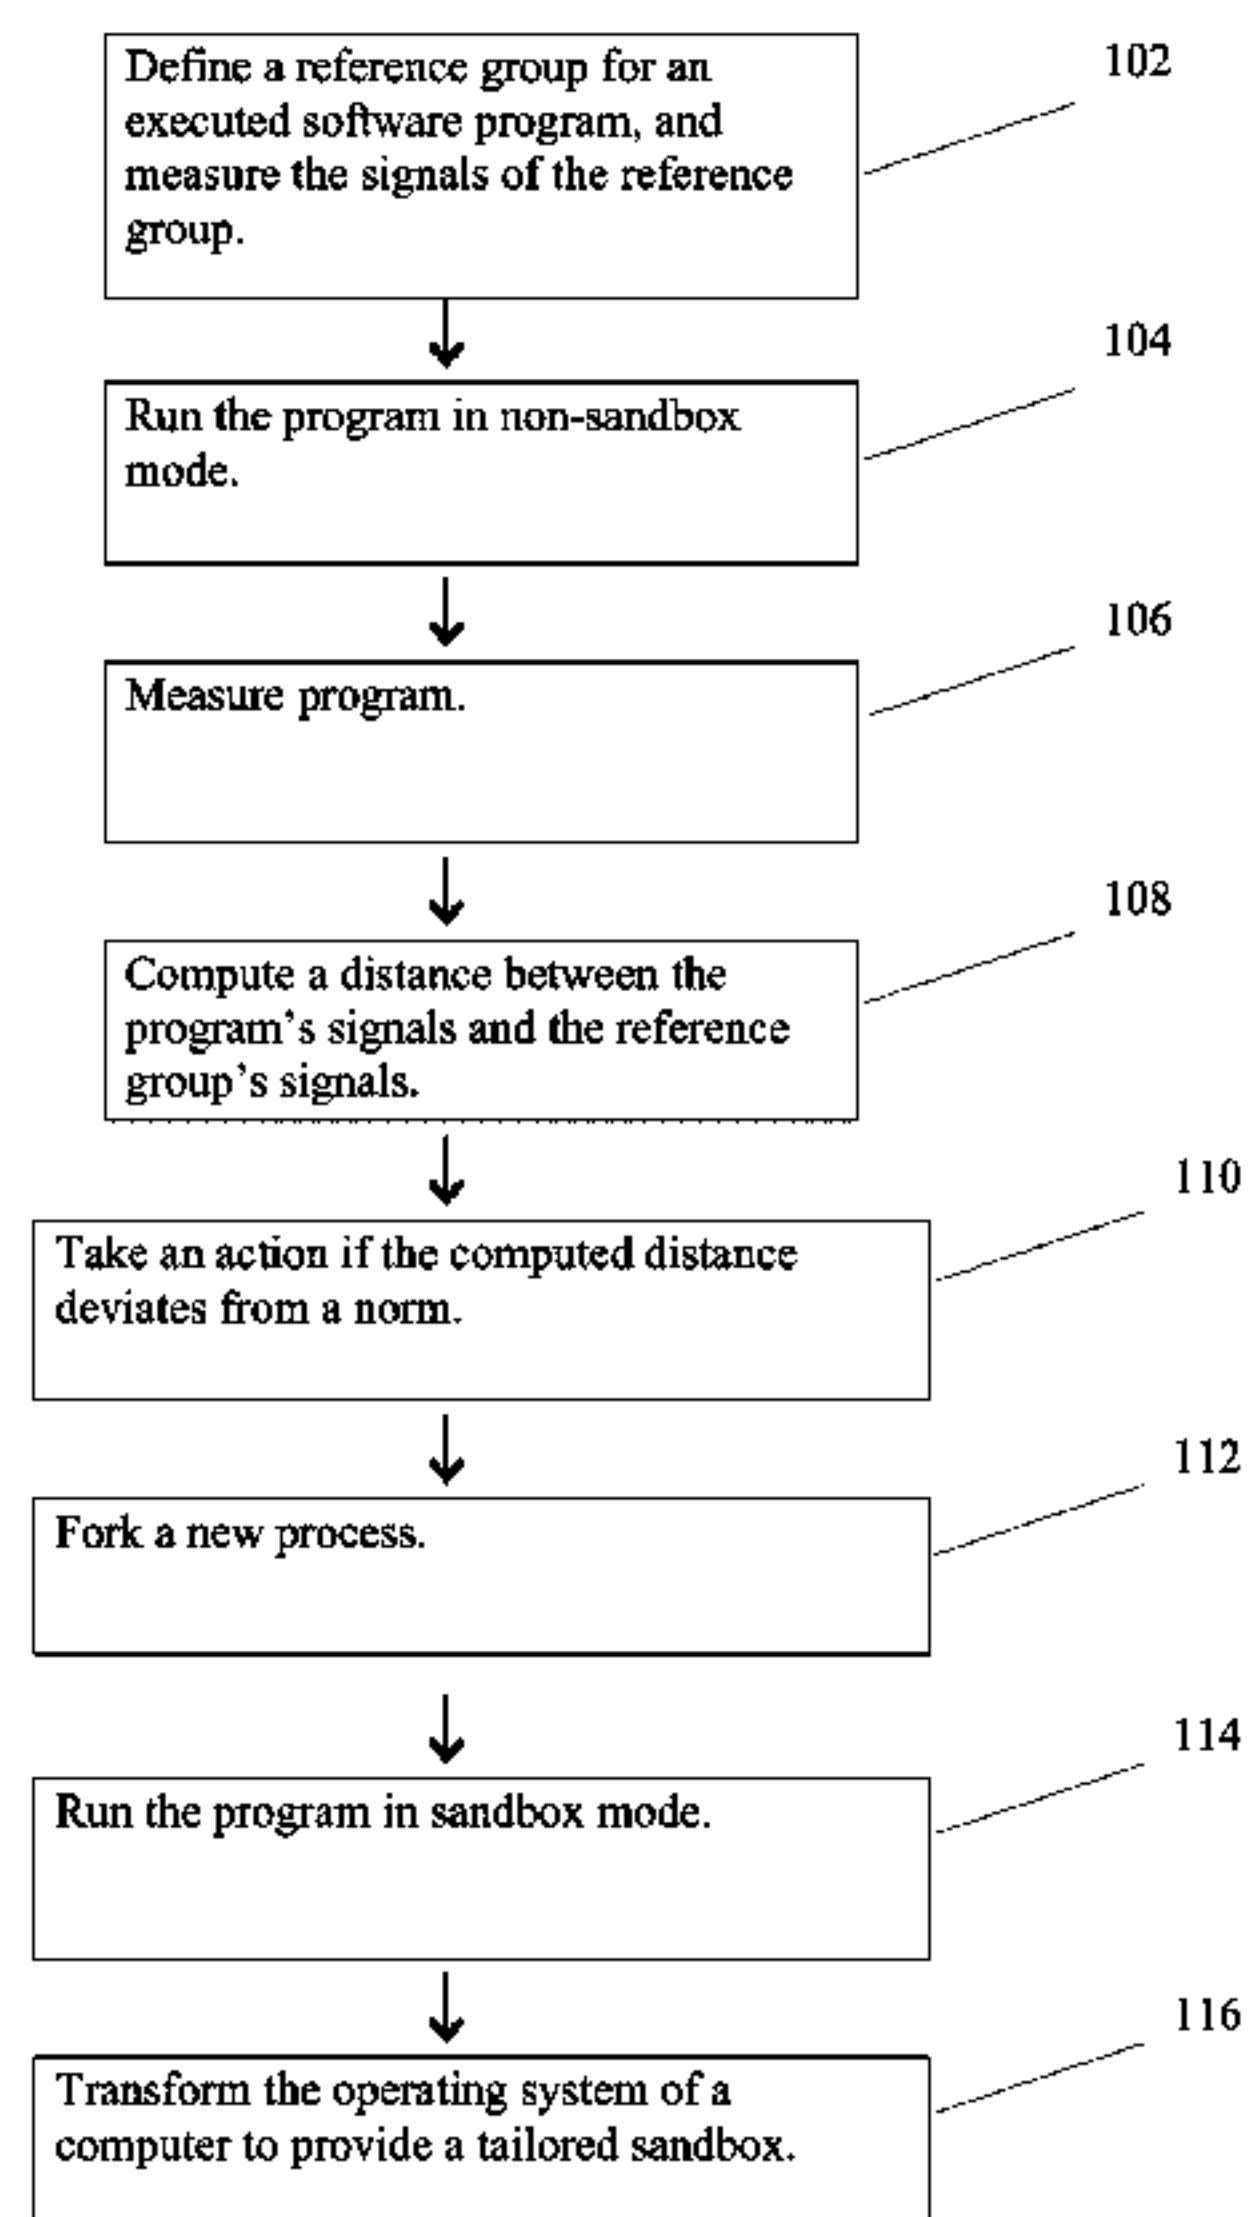 Define a reference group for an
executed software program, and
measure the signals of the reference
group.
102
Run the program in non-sandbox
mode.
104
Measure program.
106
Compute a distance between the
program's signals and the reference
group's signals.
108
Take an action if the computed distance
deviates from a norm.
110
Fork a new process.
112
Run the program in sandbox mode.
114
Transform the operating system of a
computer to provide a tailored sandbox.
116